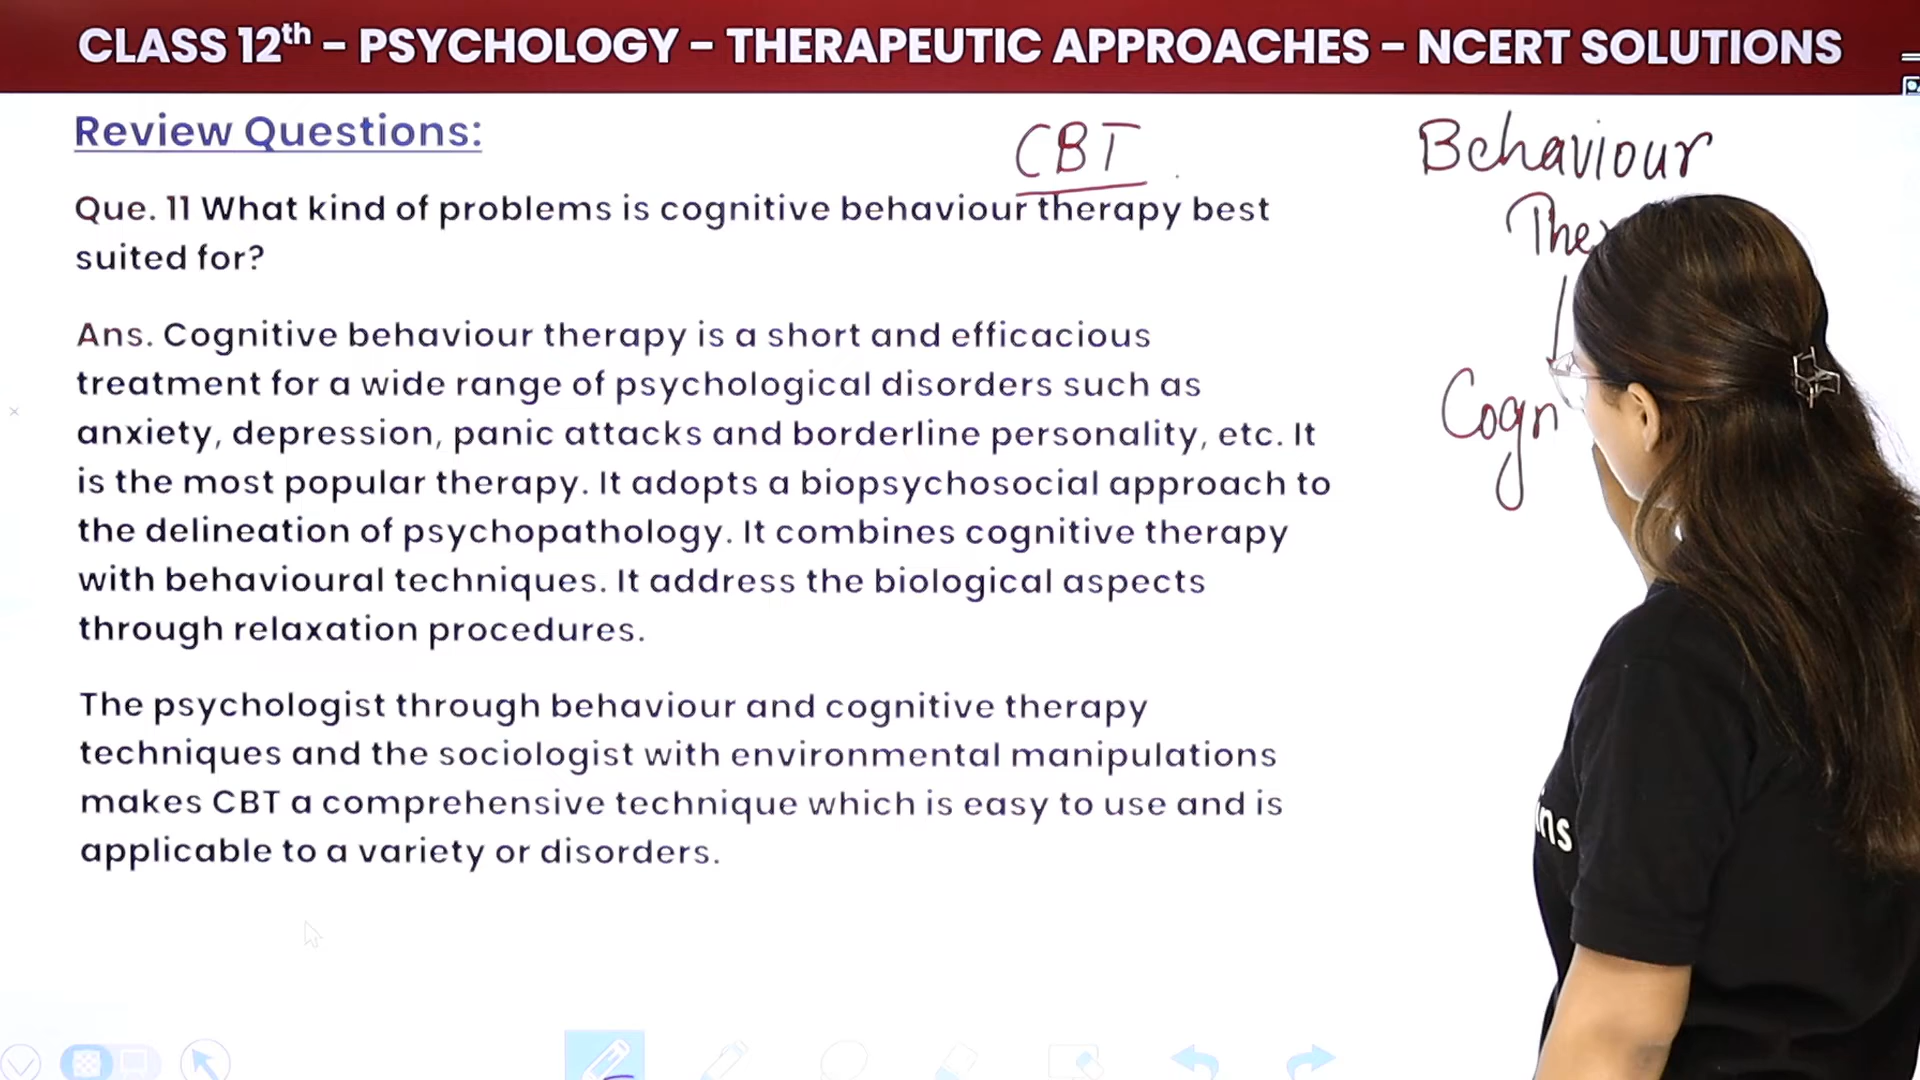 CLASS 12th – PSYCHOLOGY – THERAPEUTIC APPROACHES – NCERT SOLUTIONS
Review Questions:
CBT
Que. 11 What kind of problems is cognitive behaviour therapy best
suited for?
Ans. Cognitive behaviour therapy is a short and efficacious
treatment for a wide range of psychological disorders such as
anxiety, depression, panic attacks and borderline personality, etc. It
is the most popular therapy. It adopts a biopsychosocial approach to
the delineation of psychopathology. It combines cognitive therapy
with behavioural techniques. It address the biological aspects
through relaxation procedures.
The psychologist through behaviour and cognitive therapy
techniques and the sociologist with environmental manipulations
makes CBT a comprehensive technique which is easy to use and is
applicable to a variety or disorders.
Behaviour
The
Cogn
ns